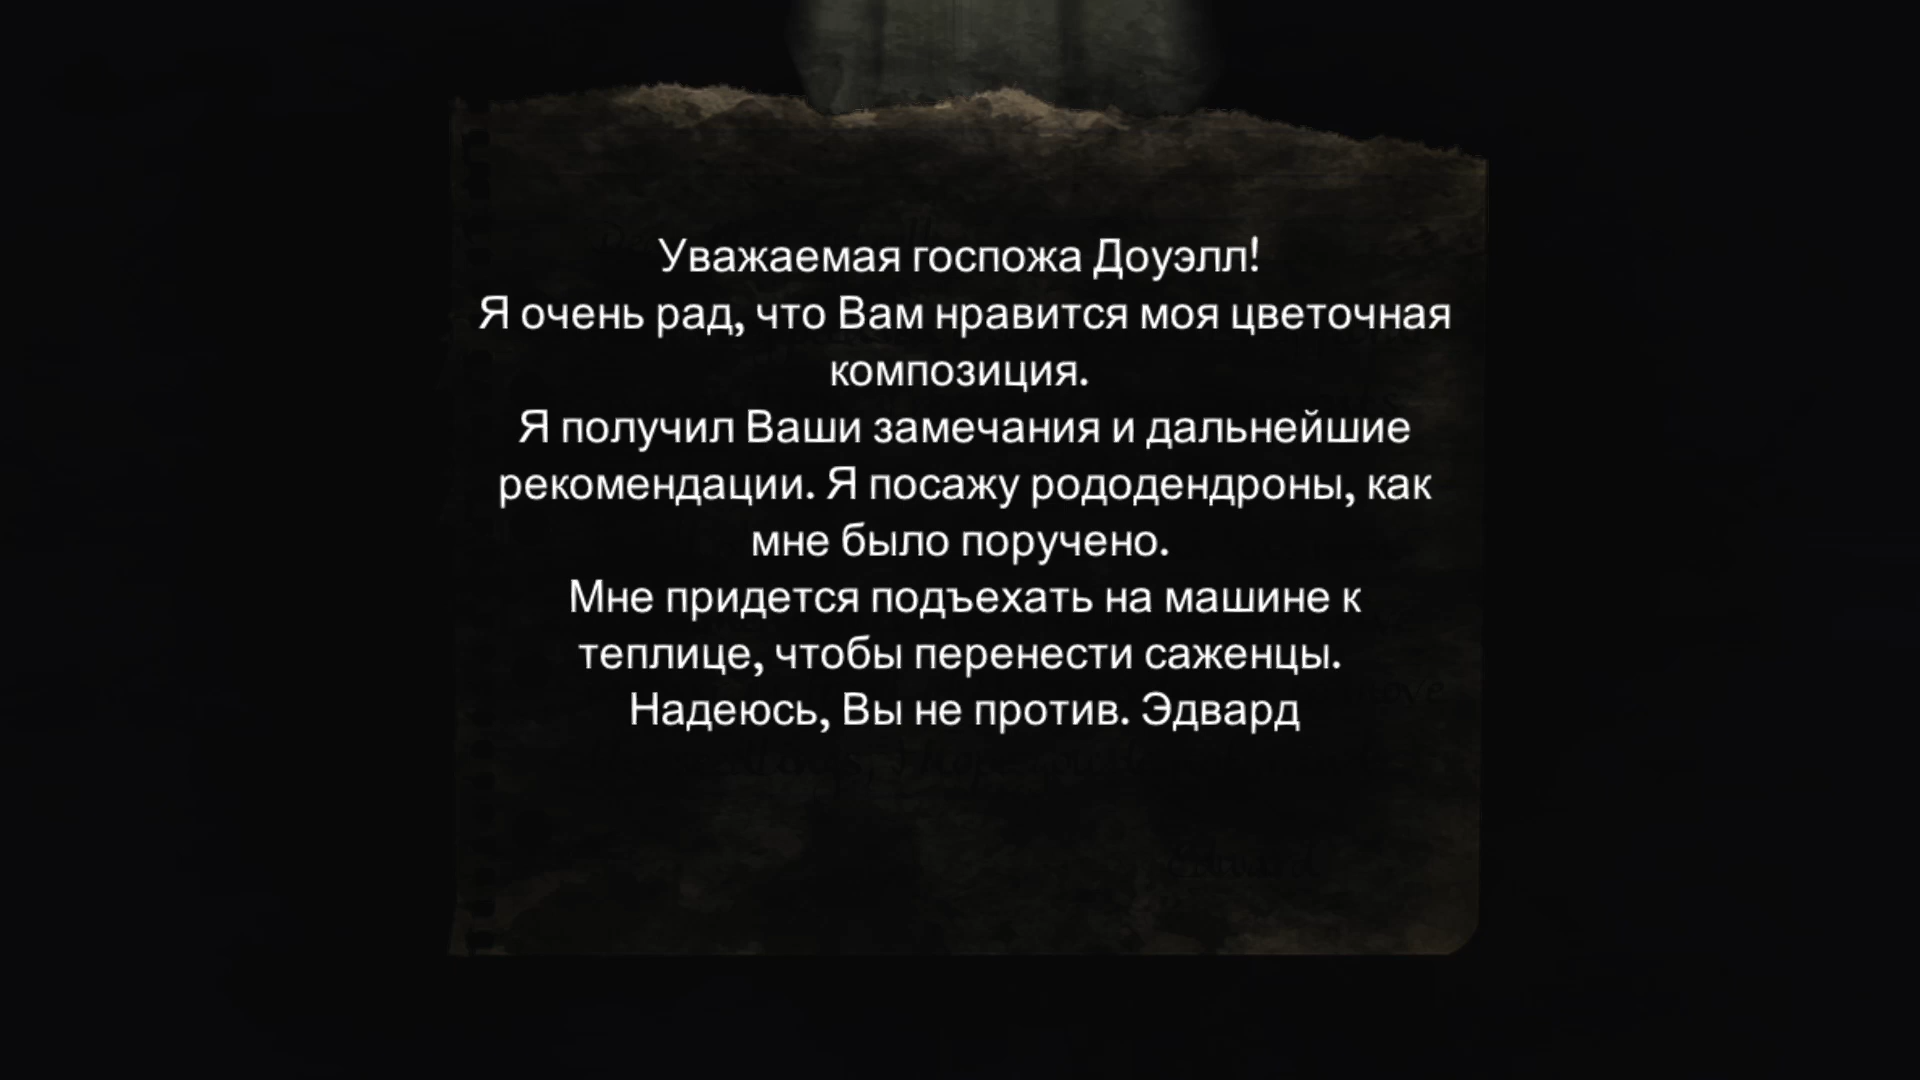 Уважаемая госпожа Доуэлл!
Я очень рад, что Вам нравится моя цветочная
композиция.
Я получил Ваши замечания и дальнейшие
рекомендации. Я посажу рододендроны, как
мне было поручено.
Мне придется подъехать на машине к
теплице, чтобы перенести саженцы.
Надеюсь, Вы не против. Эдвард
Edward